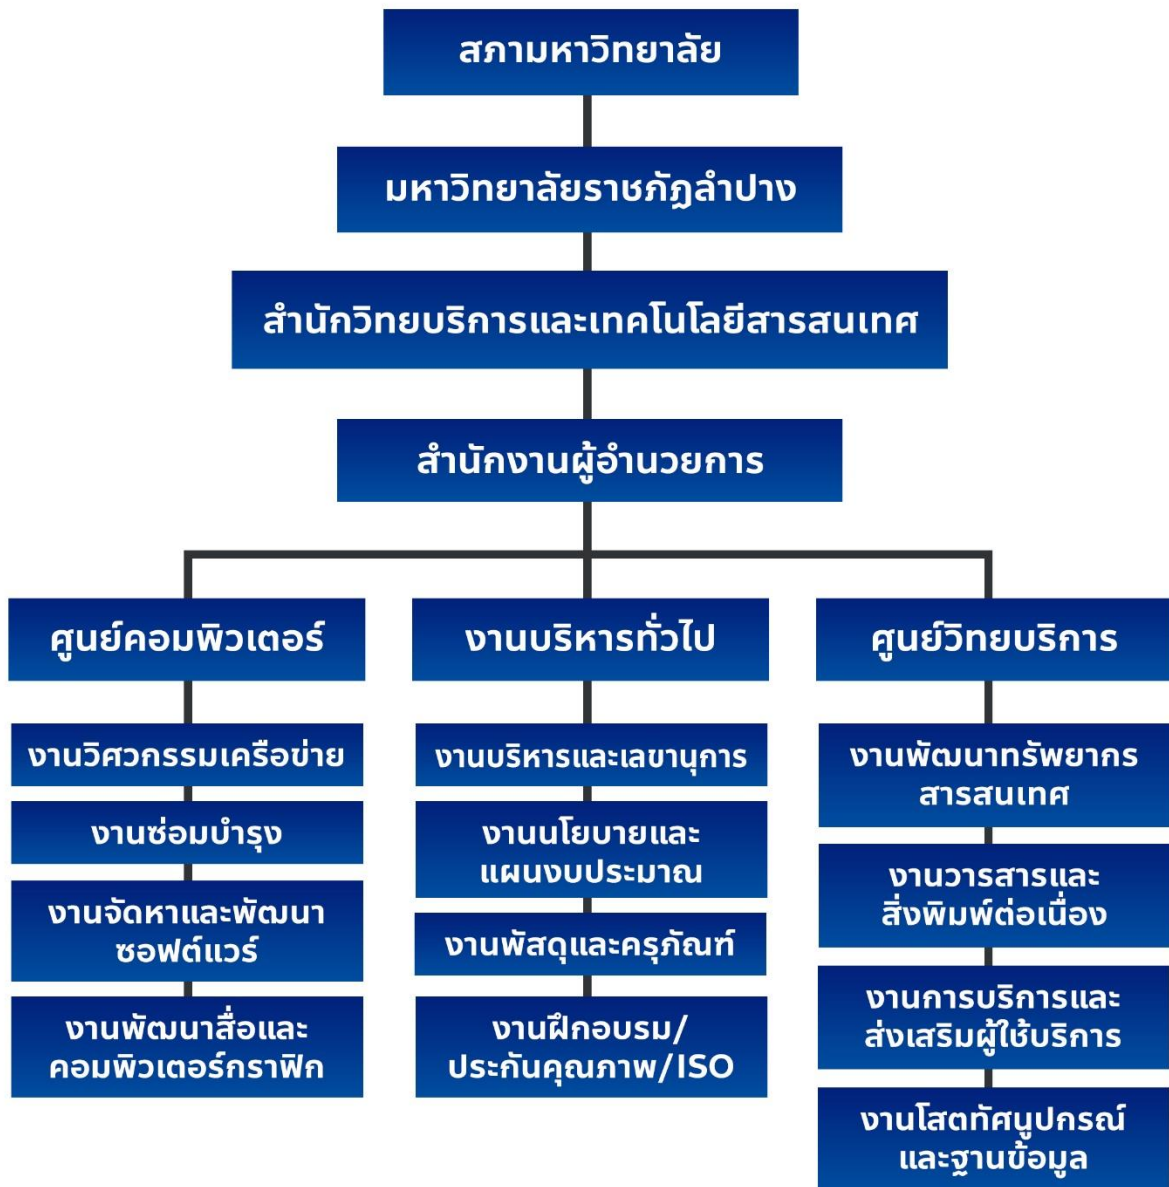 สภามหาวิทยาลัย
มหาวิทยาลัยราชภัฏลำปาง
สำนักวิทยบริการและเทคโนโลยีสารสนเทศ
สำนักงานผู้อำนวยการ
ศูนย์คอมพิวเตอร์
งานวิศวกรรมเครือข่าย
งานซ่อมบำรุง
งานจัดหาและพัฒนา
ซอฟต์แวร์
งานพัฒนาสื่อและ
คอมพิวเตอร์กราฟิก
งานบริหารทั่วไป
งานบริหารและเลขานุการ
งานนโยบายและ
แผนงบประมาณ
งานพัสดุและครุภัณฑ์
งานฝึกอบรม/
ประกันคุณภาพ/ISO
ศูนย์วิทยบริการ
งานพัฒนาทรัพยากร
สารสนเทศ
งานวารสารและ
สิ่งพิมพ์ต่อเนื่อง
งานการบริการและ
ส่งเสริมผู้ใช้บริการ
งานโสตทัศนูปกรณ์
และฐานข้อมูล